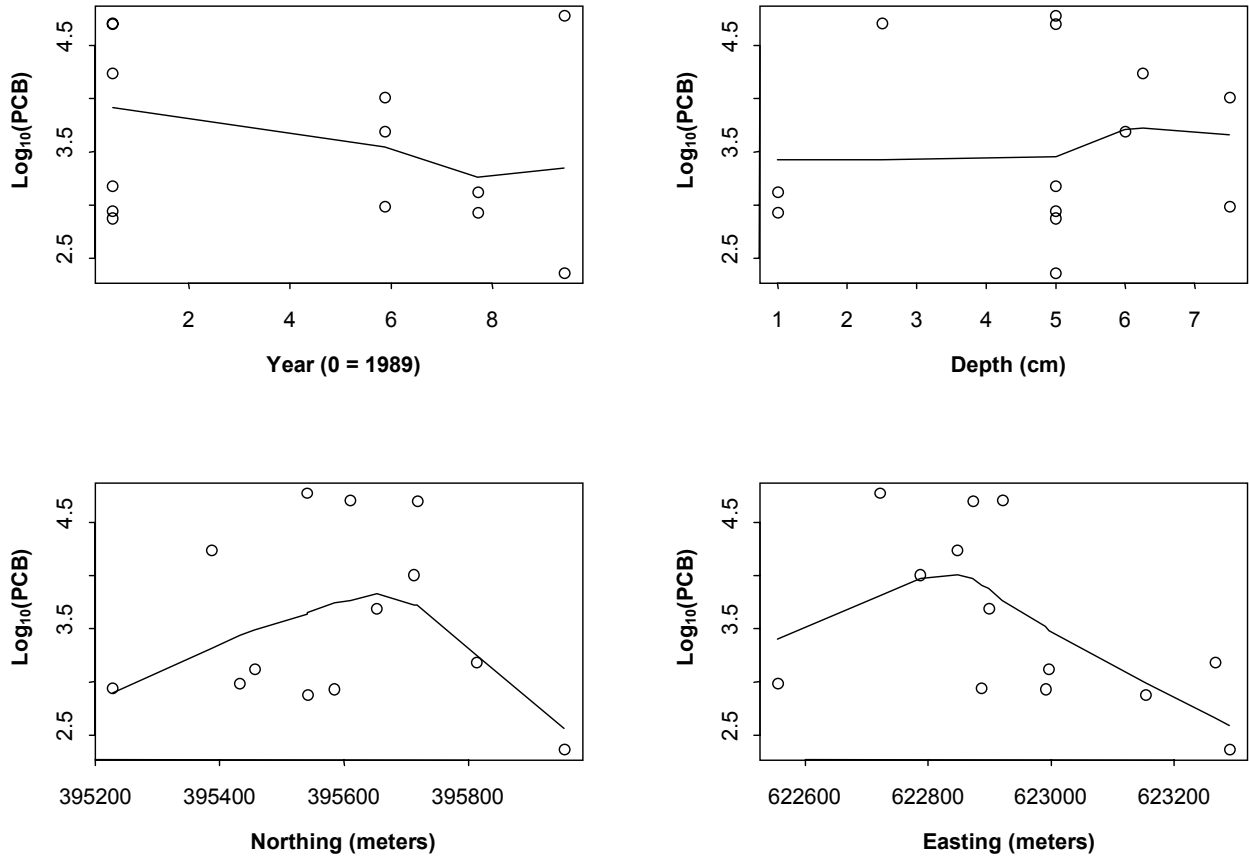 Log₁₀(PCB)
4.5
3.5
2.5
2 4 6 8
Year (0 = 1989)
Log₁₀(PCB)
4.5
3.5
2.5
1 2 3 4 5 6 7
Depth (cm)
Log₁₀(PCB)
4.5
3.5
2.5
395200 395400 395600 395800
Northing (meters)
Log₁₀(PCB)
4.5
3.5
2.5
622600 622800 623000 623200
Easting (meters)